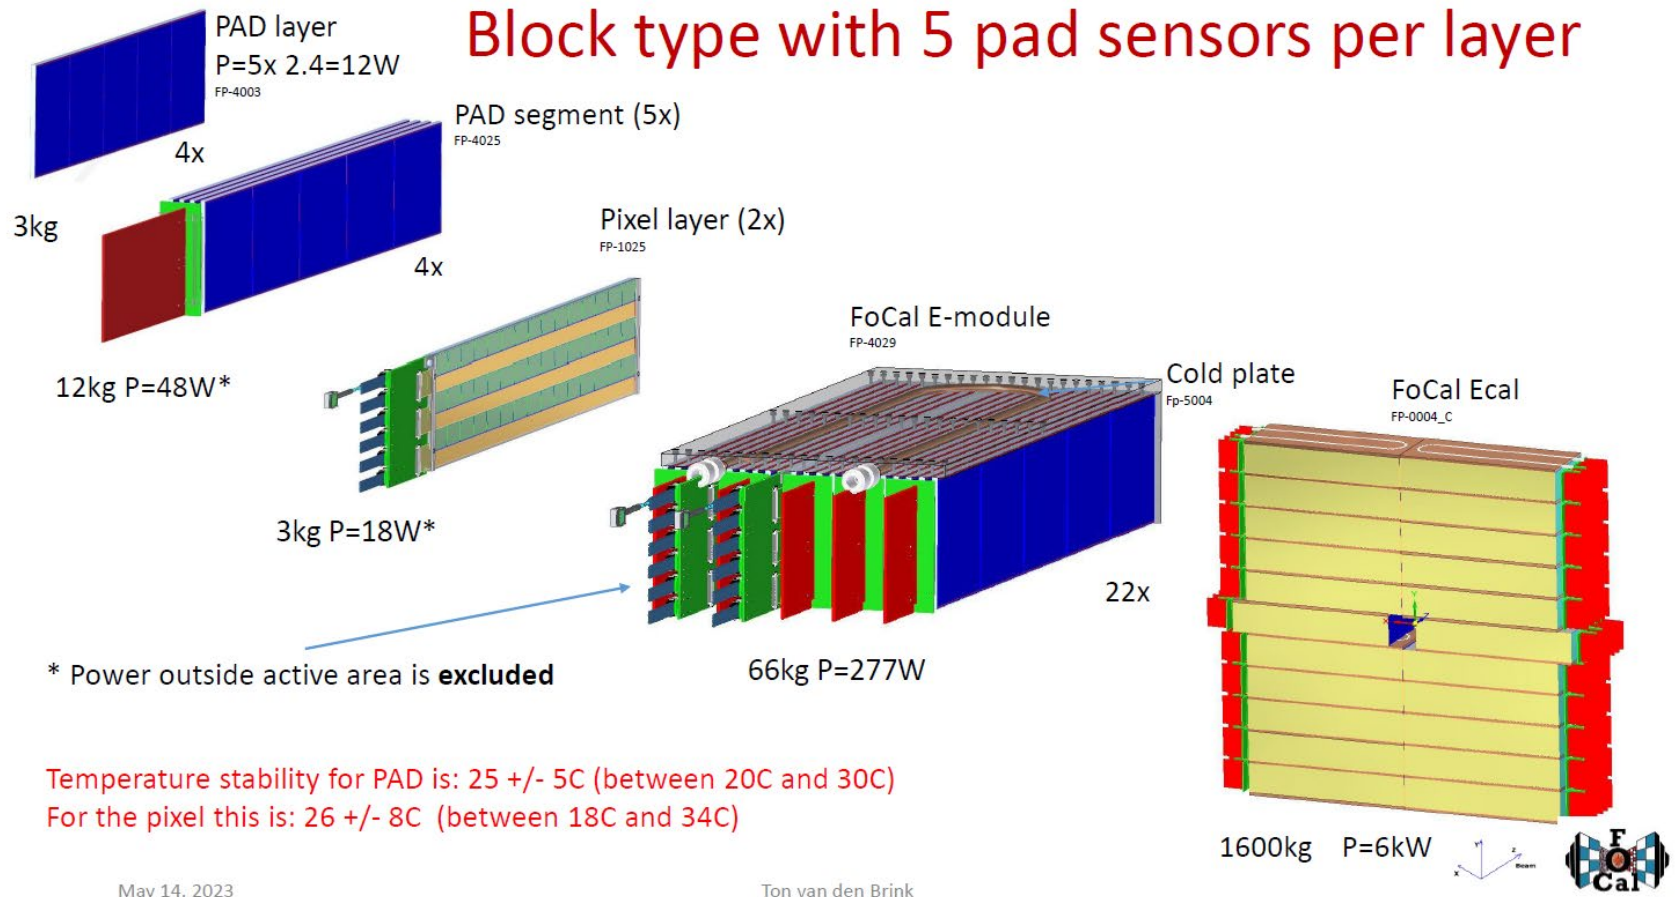 Block type with 5 pad sensors per layer
PAD layer
P=5x 2.4=12W
FP-4003
4x
3kg
PAD segment (5x)
FP-4025
4x
12kg P=48W*
Pixel layer (2x)
FP-1025
3kg P=18W*
FoCal E-module
FP-4029
Cold plate
Fp-5004
22x
66kg P=277W
FoCal Ecal
FP-0004_C
1600kg P=6kW
* Power outside active area is excluded
Temperature stability for PAD is: 25 +/- 5C (between 20C and 30C)
For the pixel this is: 26 +/- 8C (between 18C and 34C)
May 14, 2023
Ton van den Brink
Y
Z
X
Beam
FO
Cal